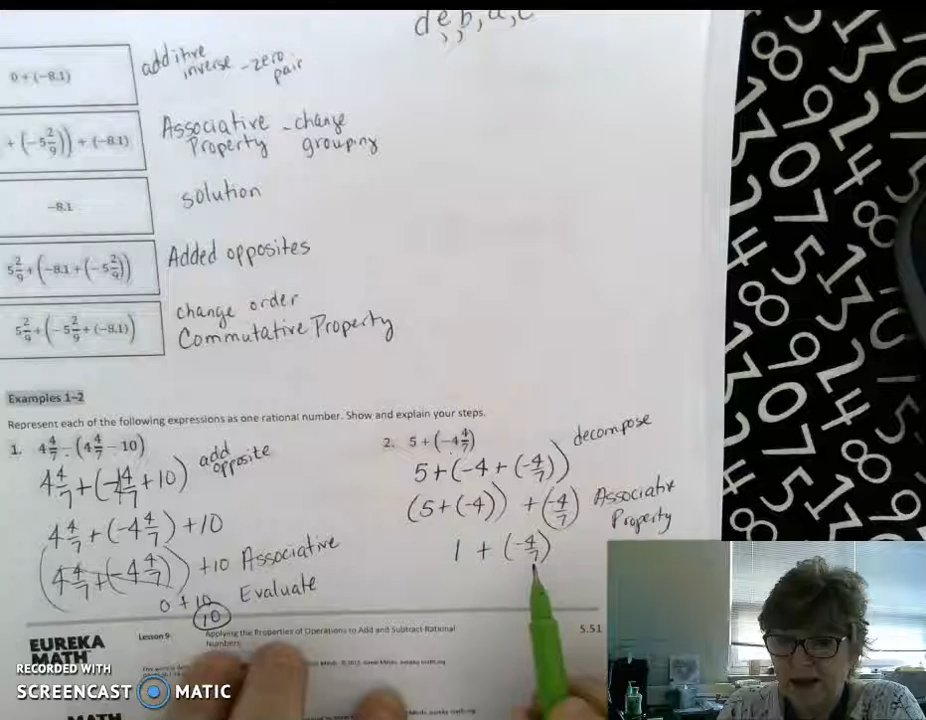 d e, b, a, c
0 + (−8.1)
additive
inverse - zero
pair
+ (−5 2/9)) + (−8.1)
Associative - change
Property grouping
−8.1
solution
5 2/9 + (−8.1 + (−5 2/9))
Added opposites
5 2/9 + (−5 2/9 + (−8.1))
change order
Commutative Property
Examples 1–2
Represent each of the following expressions as one rational number. Show and explain your steps.
1. 4 4/7 − (4 4/7 − 10)
4 4/7 + (−4 4/7 + 10)
add
opposite
4 4/7 + (−4 4/7) + 10
(4 4/7 + (−4 4/7)) + 10 Associative
0 + 10 Evaluate
10
2. 5 + (−4 4/7)
decompose
5 + (−4 + (−4/7))
(5 + (−4)) + (−4/7) Associative
Property
1 + (−4/7)
EUREKA
MATH
Lesson 9:
Applying the Properties of Operations to Add and Subtract Rational
Numbers
5.51
RECORDED WITH
SCREENCAST MATIC